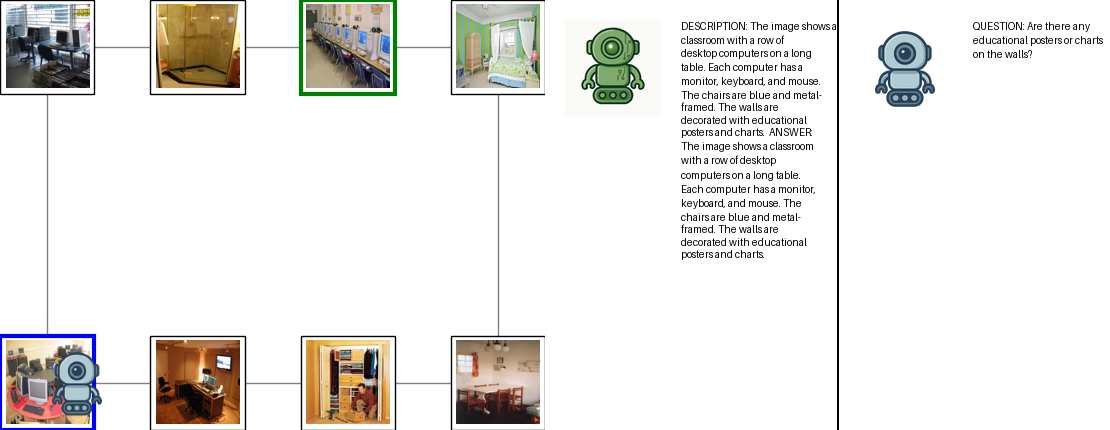 DESCRIPTION: The image shows a
classroom with a row of
desktop computers on a long
table. Each computer has a
monitor, keyboard, and mouse.
The chairs are blue and metal-
framed. The walls are
decorated with educational
posters and charts. ANSWER:
The image shows a classroom
with a row of desktop
computers on a long table.
Each computer has a monitor,
keyboard, and mouse. The
chairs are blue and metal-
framed. The walls are
decorated with educational
posters and charts.
QUESTION: Are there any
educational posters or charts
on the walls?